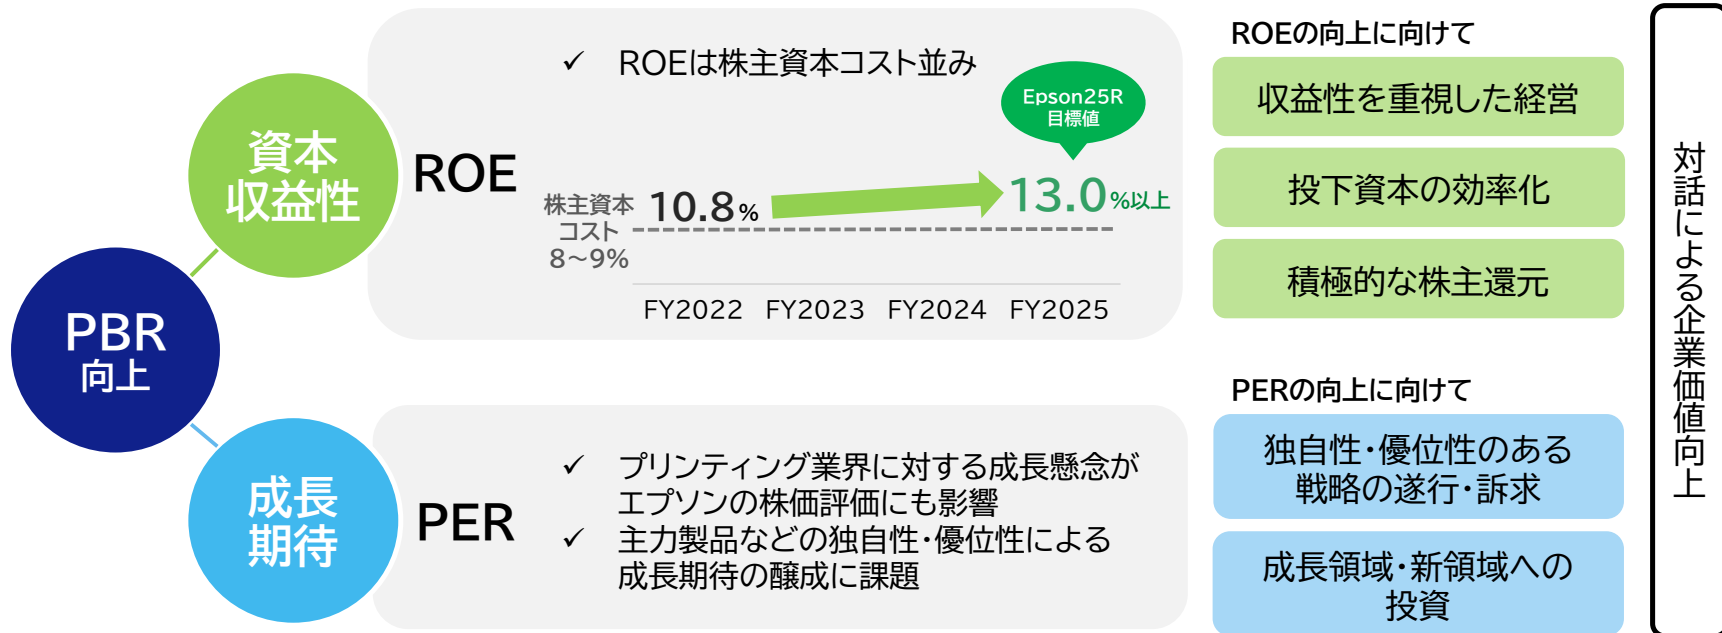 PBR
向上
資本
収益性
ROE
✓ ROEは株主資本コスト並み
Epson25R
目標値
株主資本
コスト
8～9%
10.8%
13.0%以上
FY2022 FY2023 FY2024 FY2025
ROEの向上に向けて
収益性を重視した経営
投下資本の効率化
積極的な株主還元
成長
期待
PER
✓ プリンティング業界に対する成長懸念が
エプソンの株価評価にも影響
✓ 主力製品などの独自性・優位性による
成長期待の醸成に課題
PERの向上に向けて
独自性・優位性のある
戦略の遂行・訴求
成長領域・新領域への
投資
対話による企業価値向上